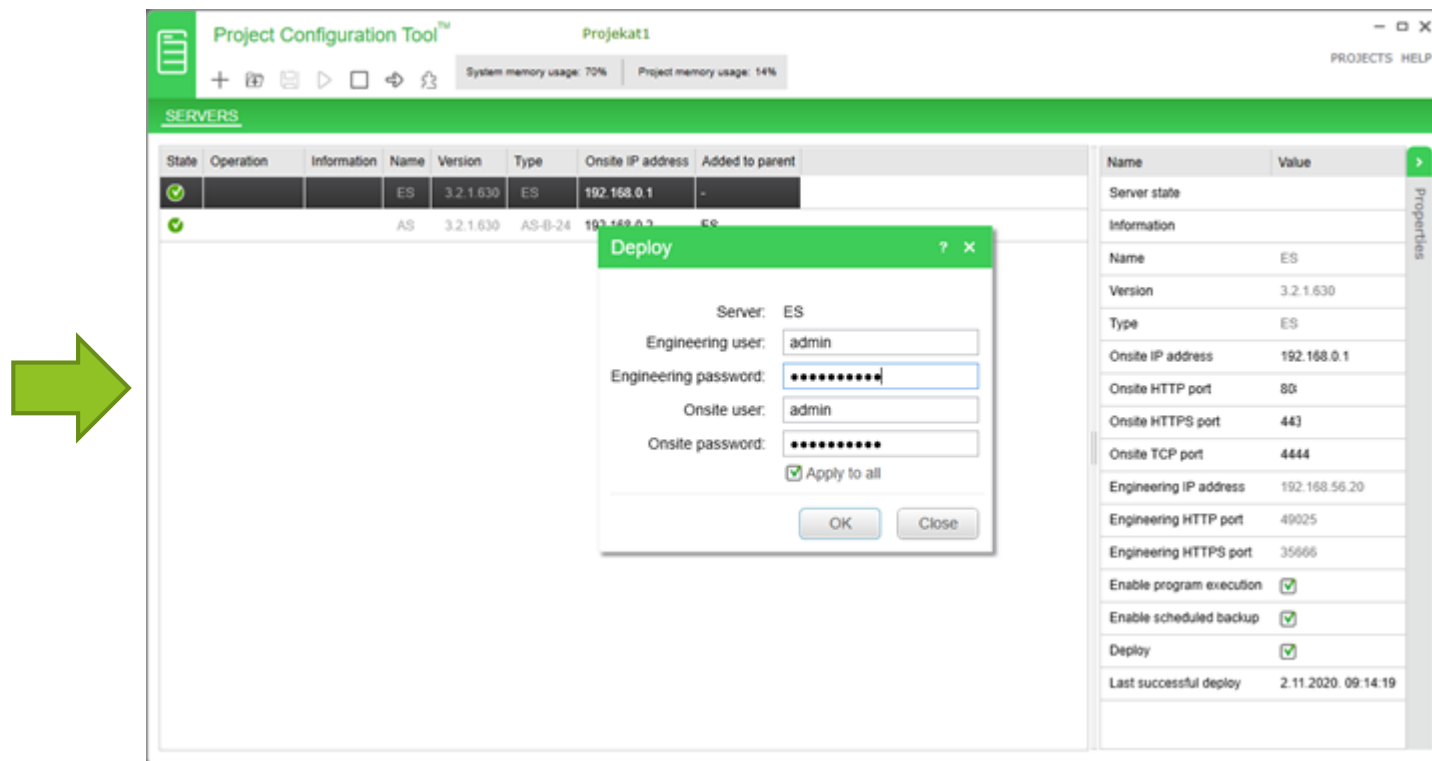 Project Configuration Tool™
Projekat1
PROJECTS HELP
System memory usage: 70% Project memory usage: 14%
SERVERS
State Operation Information Name Version Type Onsite IP address Added to parent
ES 3.2.1.630 ES 192.168.0.1 -
AS 3.2.1.630 AS-B-24 192.168.0.2 ES
Deploy ?
Server: ES
Engineering user: admin
Engineering password: ●●●●●●●●●●
Onsite user: admin
Onsite password: ●●●●●●●●●●
Apply to all
OK Close
Name Value
Server state
Information
Name ES
Version 3.2.1.630
Type ES
Onsite IP address 192.168.0.1
Onsite HTTP port 80
Onsite HTTPS port 443
Onsite TCP port 4444
Engineering IP address 192.168.56.20
Engineering HTTP port 49025
Engineering HTTPS port 35666
Enable program execution
Enable scheduled backup
Deploy
Last successful deploy 2.11.2020. 09:14:19
Properties